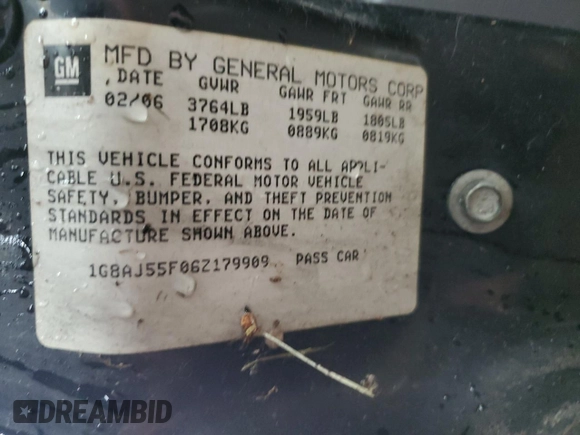 GM
MFD BY GENERAL MOTORS CORP
, DATE GVWR GAWR FRT GAWR RR
02/06 3764LB 1959LB 1805LB
1708KG 0889KG 0819KG
THIS VEHICLE CONFORMS TO ALL APPLI-
CABLE U.S. FEDERAL MOTOR VEHICLE
SAFETY, BUMPER, AND THEFT PREVENTION
STANDARDS IN EFFECT ON THE DATE OF
MANUFACTURE SHOWN ABOVE.
1G8AJ55F06Z179909 PASS CAR
DREAMBID